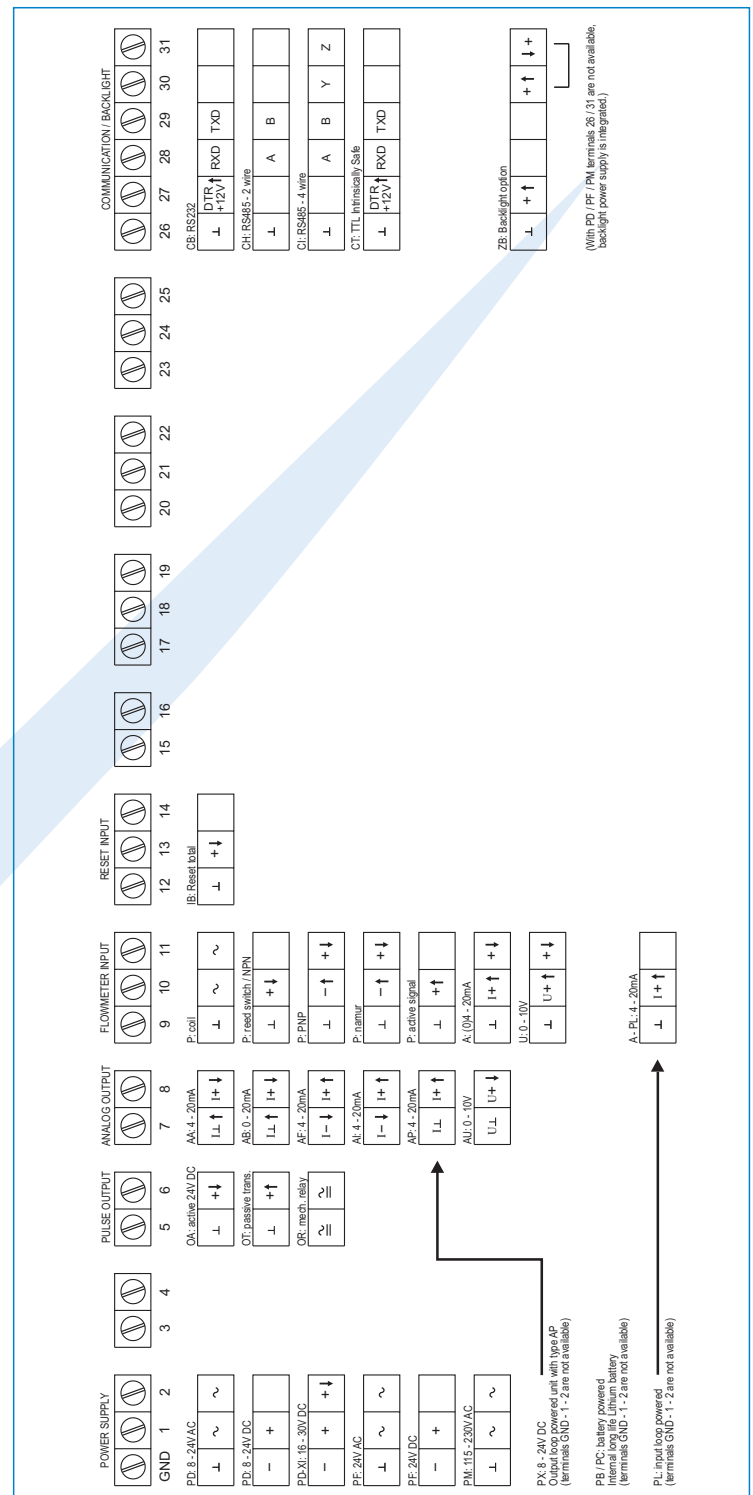 POWER SUPPLY
GND 1 2
PD: 8 - 24V AC
⊥ ~ ~
PD: 8 - 24V DC
− +
PD-XI: 16 - 30V DC
− + +↓
PF: 24V AC
⊥ ~ ~
PF: 24V DC
− +
PM: 115 - 230V AC
⊥ ~ ~
PX: 8 - 24V DC
Output loop powered unit with type AP
(terminals GND - 1 - 2 are not available)
PB / PC: battery powered
Internal long life Lithium battery
(terminals GND - 1 - 2 are not available)
PL: input loop powered
(terminals GND - 1 - 2 are not available)
3 4
PULSE OUTPUT
5 6
OA: active 24V DC
⊥ +↓
OT: passive trans.
⊥ +↑
OR: mech. relay
≃ ≃
ANALOG OUTPUT
7 8
AA: 4 - 20mA
I⊥↑ I+↓
AB: 0 - 20mA
I⊥↑ I+↓
AF: 4 - 20mA
I−↓ I+↑
AI: 4 - 20mA
I−↓ I+↑
AP: 4 - 20mA
I⊥ I+↑
AU: 0 - 10V
U⊥ U+↓
FLOWMETER INPUT
9 10 11
P: coil
⊥ ~ ~
P: reed switch / NPN
⊥ +↓
P: PNP
⊥ −↑ +↓
P: namur
⊥ −↑ +↓
P: active signal
⊥ +↑
A: (0)4 - 20mA
⊥ I+↑ +↓
U: 0 - 10V
⊥ U+↑ +↓
A - PL: 4 - 20mA
⊥ I+↑
RESET INPUT
12 13 14
IB: Reset total
⊥ +↓
15 16
17 18 19
20 21 22
23 24 25
COMMUNICATION / BACKLIGHT
26 27 28 29 30 31
CB: RS232
⊥ DTR +12V↑ RXD TXD
CH: RS485 - 2 wire
⊥ A B
CI: RS485 - 4 wire
⊥ A B Y Z
CT: TTL Intrinsically Safe
⊥ DTR +12V↑ RXD TXD
ZB: Backlight option
⊥ +↑ +↑ ↓+
(With PD / PF / PM terminals 26 / 31 are not available,
backlight power supply is integrated.)